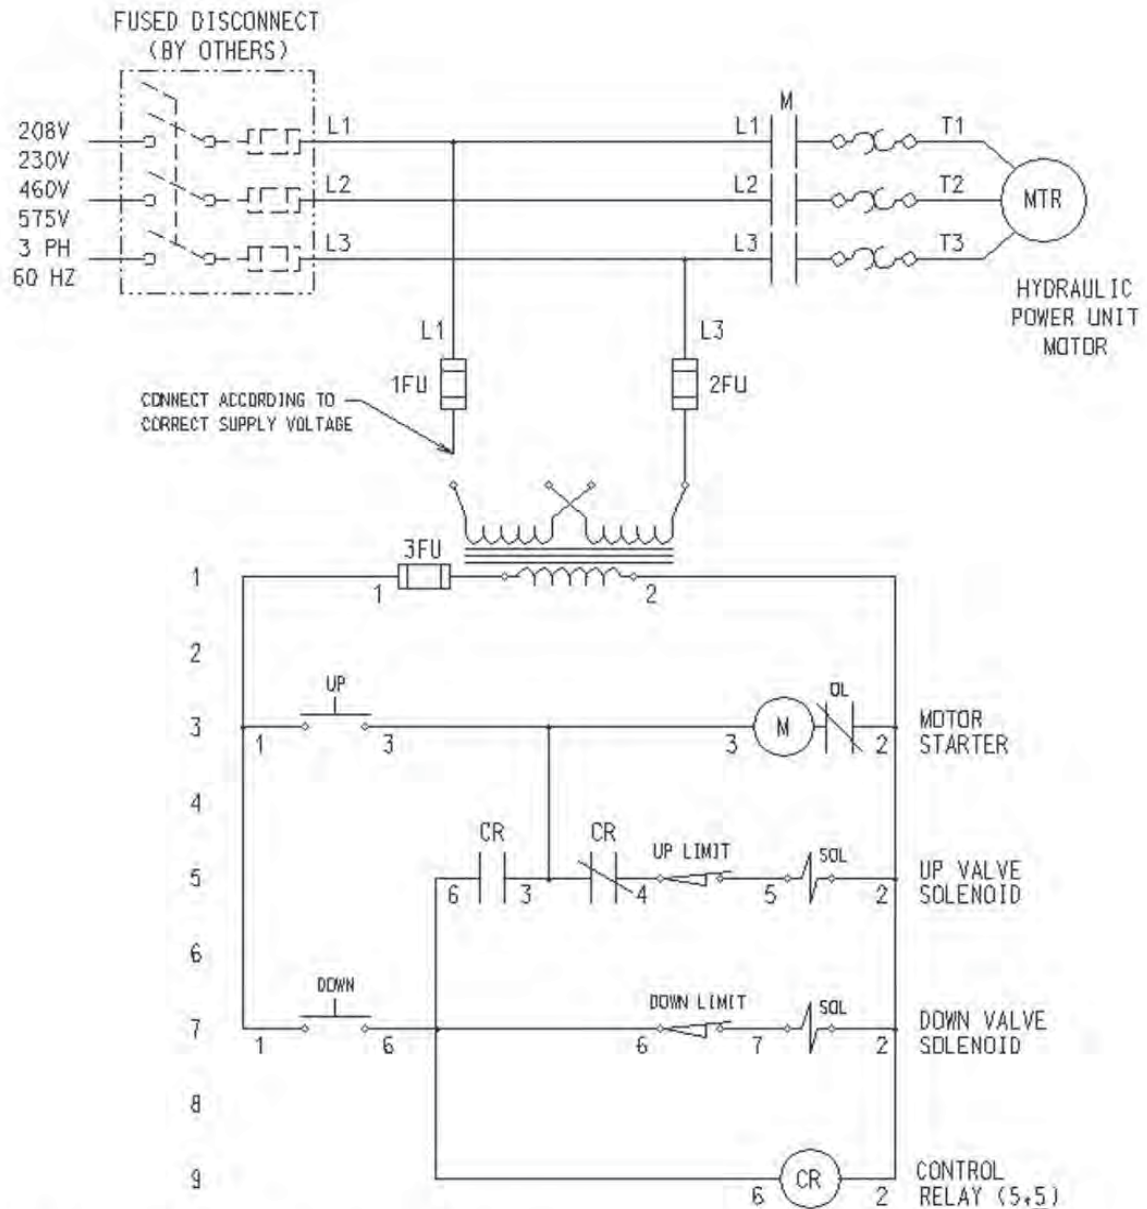 FUSED DISCONNECT
(BY OTHERS)
208V
230V
460V
575V
3 PH
60 HZ
L1
L2
L3
M
L1
L2
L3
T1
T2
T3
MTR
HYDRAULIC
POWER UNIT
MOTOR
L1
L3
1FU
2FU
CONNECT ACCORDING TO
CORRECT SUPPLY VOLTAGE
3FU
1
1
2
2
UP
OL
3
1
3
3
M
2
MOTOR
STARTER
4
CR
CR
UP LIMIT
SOL
5
6
3
4
5
2
UP VALVE
SOLENOID
6
DOWN
DOWN LIMIT
SOL
7
1
6
6
7
2
DOWN VALVE
SOLENOID
8
9
6
CR
2
CONTROL
RELAY (5,5)